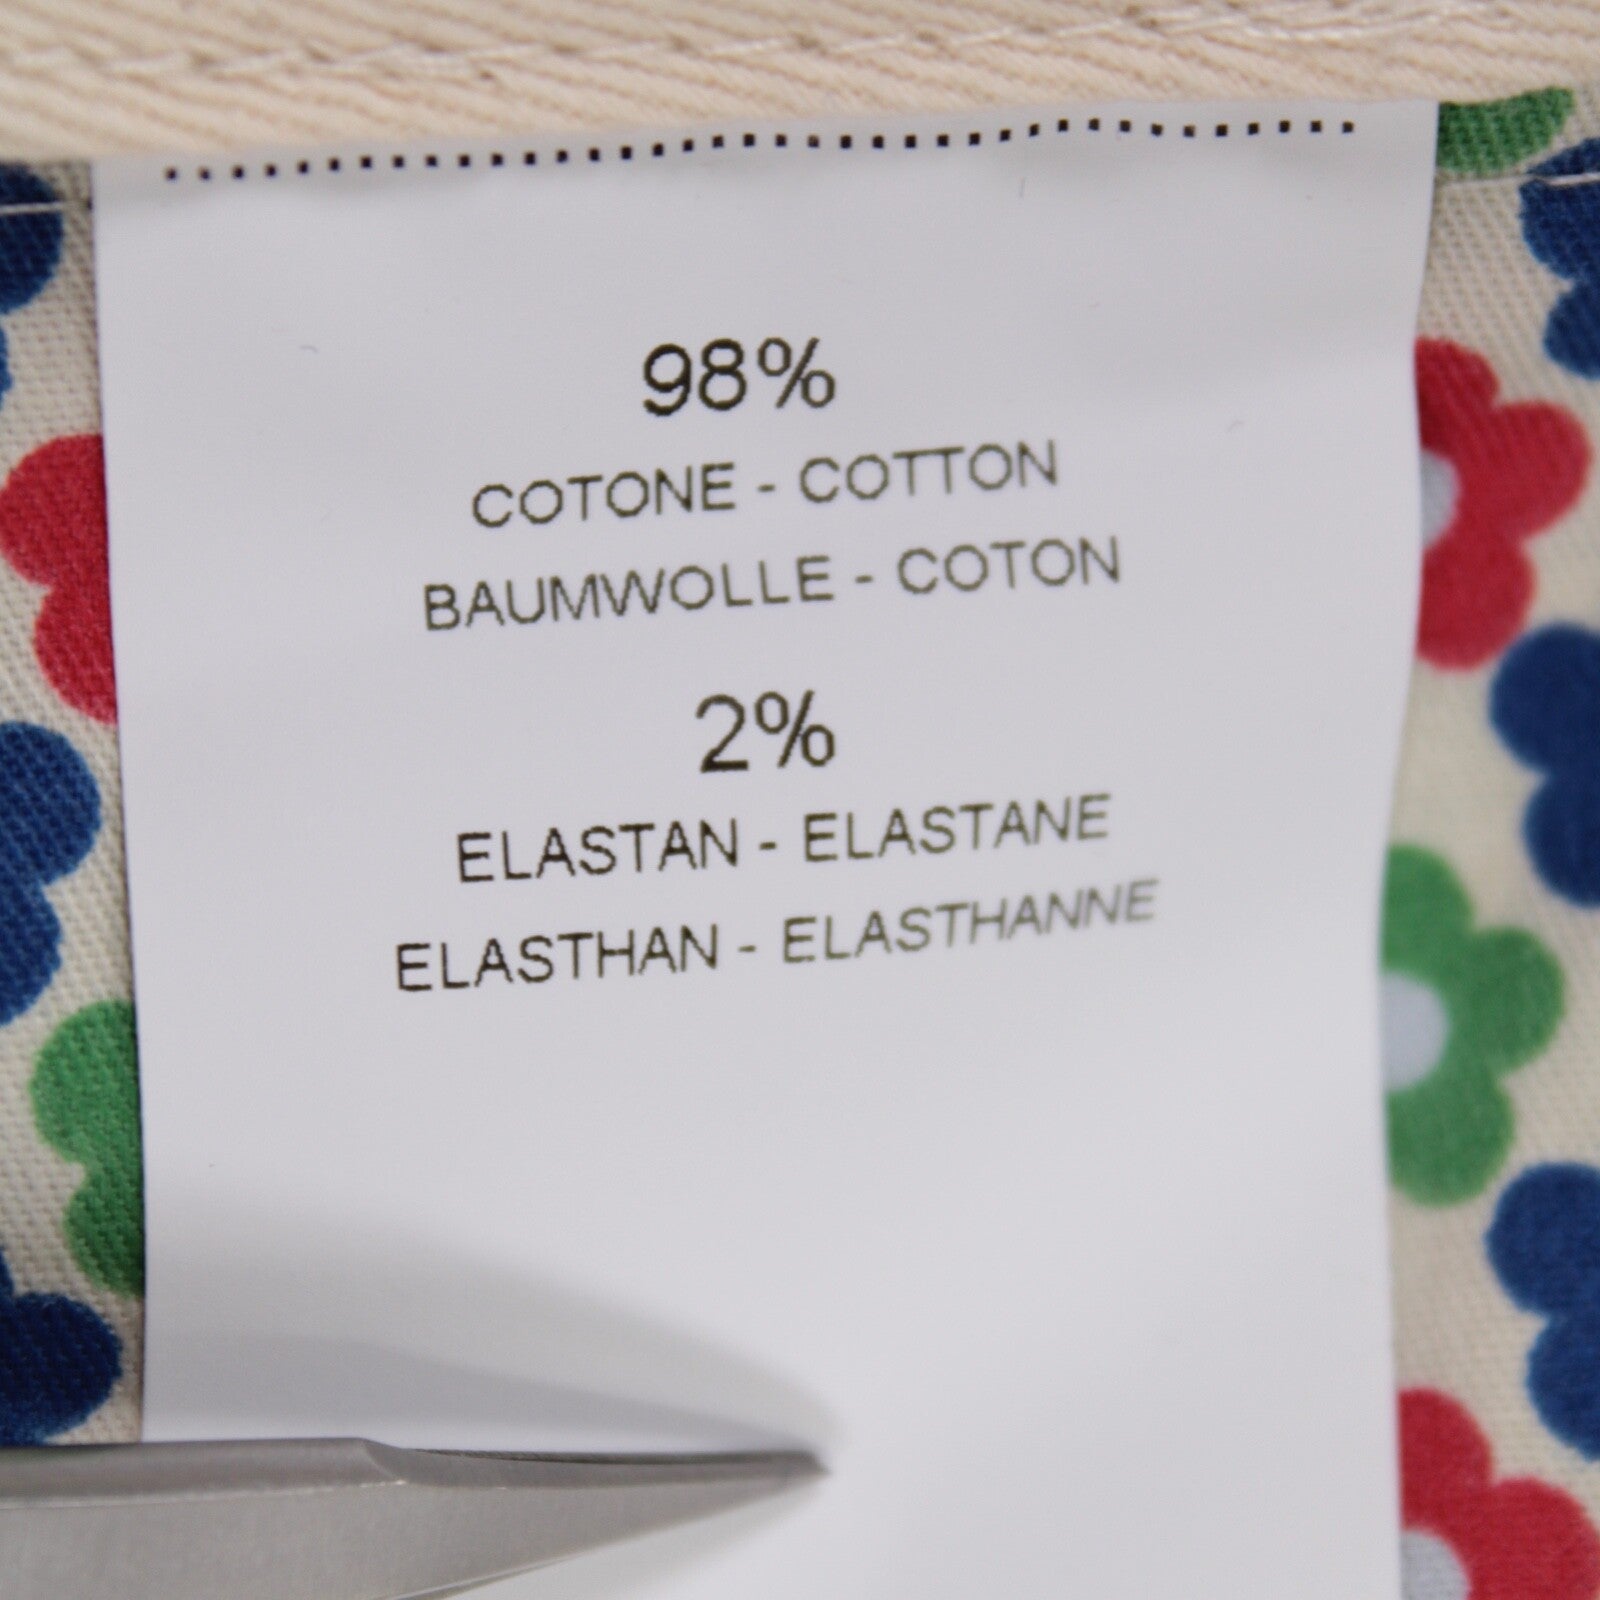 98%
COTONE - COTTON
BAUMWOLLE - COTON
2%
ELASTAN - ELASTANE
ELASTHAN - ELASTHANNE